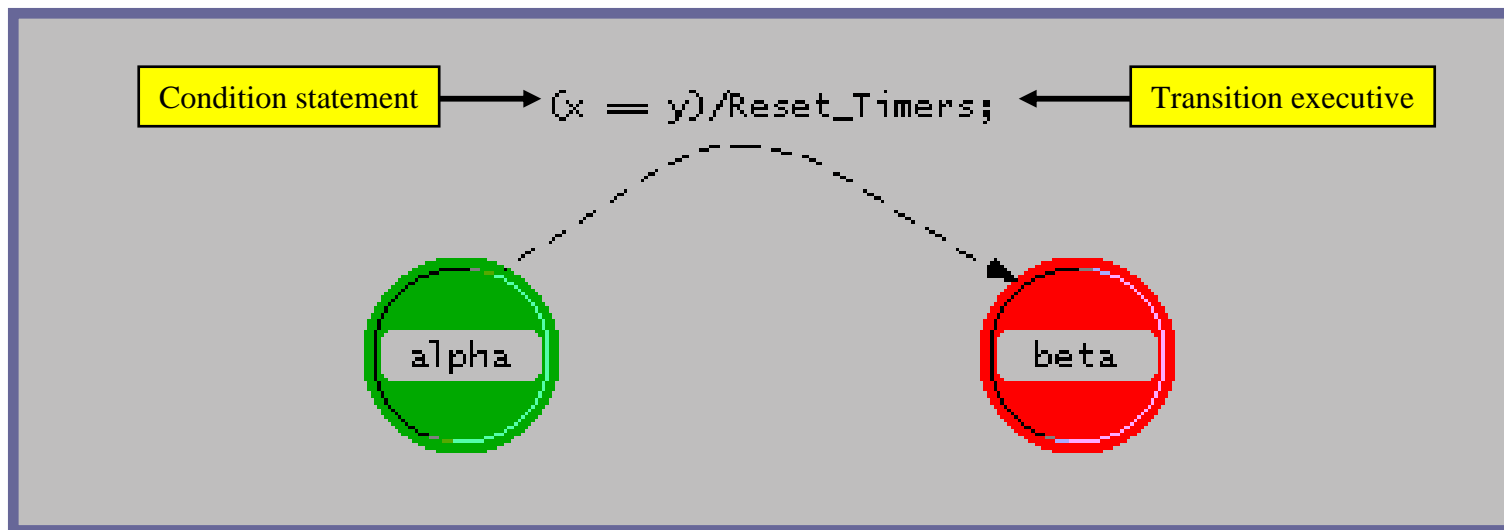 Condition statement
(x == y)/Reset_Timers;
Transition executive
alpha
beta